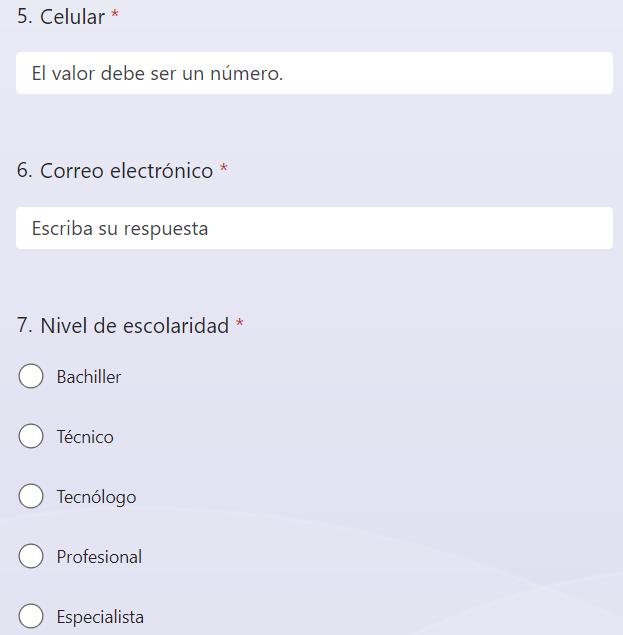 5. Celular *
El valor debe ser un número.
6. Correo electrónico *
Escriba su respuesta
7. Nivel de escolaridad *
Bachiller
Técnico
Tecnólogo
Profesional
Especialista